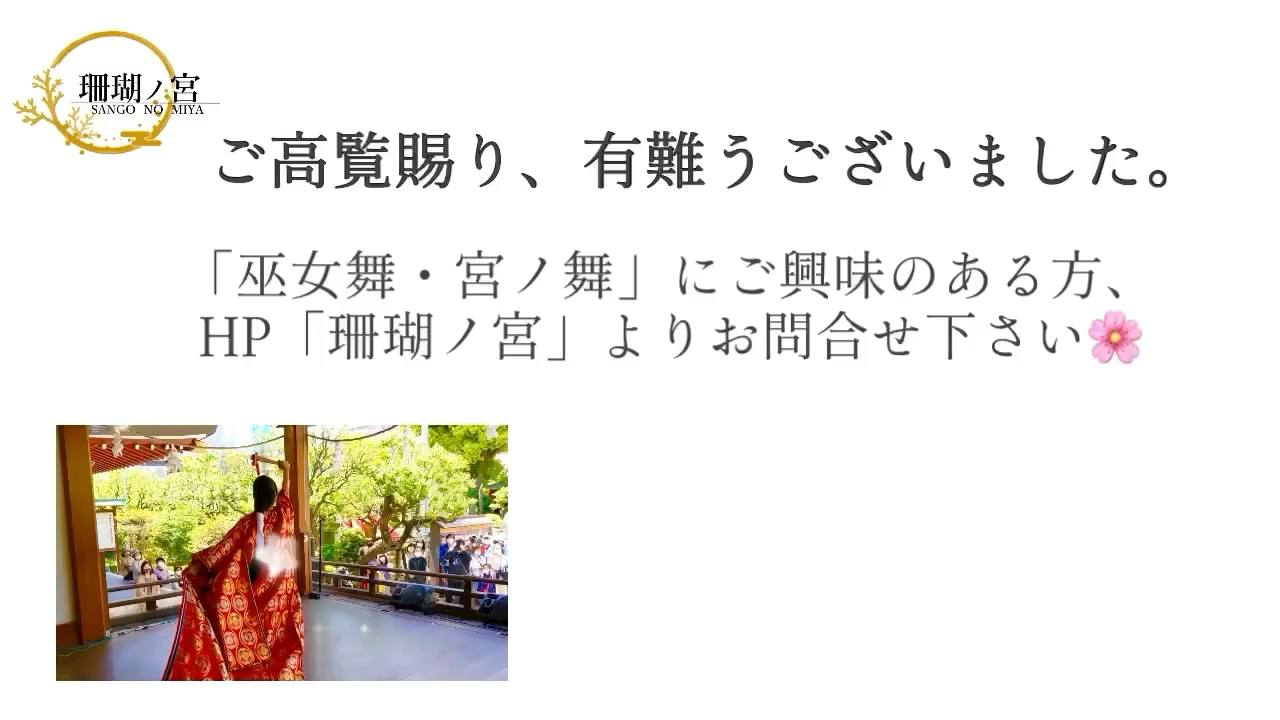 珊瑚ノ宮
SANGO NO MIYA
ご高覧賜り、有難うございました。
「巫女舞・宮ノ舞」にご興味のある方、
HP「珊瑚ノ宮」よりお問合せ下さい🌸